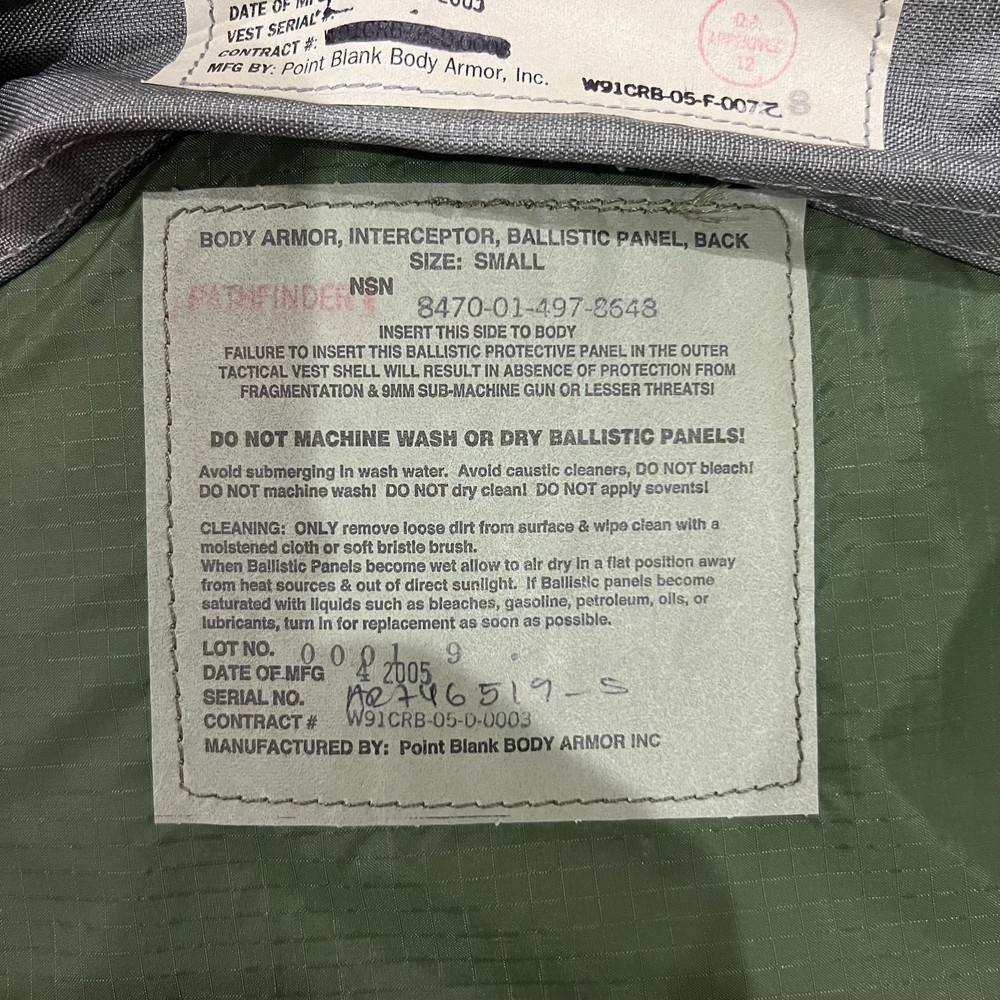 DATE OF
VEST SERIAL #:
CONTRACT #:
MFG BY: Point Blank Body Armor, Inc.
Q.A.
APPROVED
12
W91CRB-05-F-0077 8
BODY ARMOR, INTERCEPTOR, BALLISTIC PANEL, BACK
SIZE: SMALL
PATHFINDER
NSN
8470-01-497-8648
INSERT THIS SIDE TO BODY
FAILURE TO INSERT THIS BALLISTIC PROTECTIVE PANEL IN THE OUTER
TACTICAL VEST SHELL WILL RESULT IN ABSENCE OF PROTECTION FROM
FRAGMENTATION & 9MM SUB-MACHINE GUN OR LESSER THREATS!
DO NOT MACHINE WASH OR DRY BALLISTIC PANELS!
Avoid submerging in wash water. Avoid caustic cleaners, DO NOT bleach!
DO NOT machine wash! DO NOT dry clean! DO NOT apply sovents!
CLEANING: ONLY remove loose dirt from surface & wipe clean with a
moistened cloth or soft bristle brush.
When Ballistic Panels become wet allow to air dry in a flat position away
from heat sources & out of direct sunlight. If Ballistic panels become
saturated with liquids such as bleaches, gasoline, petroleum, oils, or
lubricants, turn in for replacement as soon as possible.
LOT NO. 0001 9
DATE OF MFG 4 2005
SERIAL NO. AR746519-S
CONTRACT # W91CRB-05-D-0003
MANUFACTURED BY: Point Blank BODY ARMOR INC